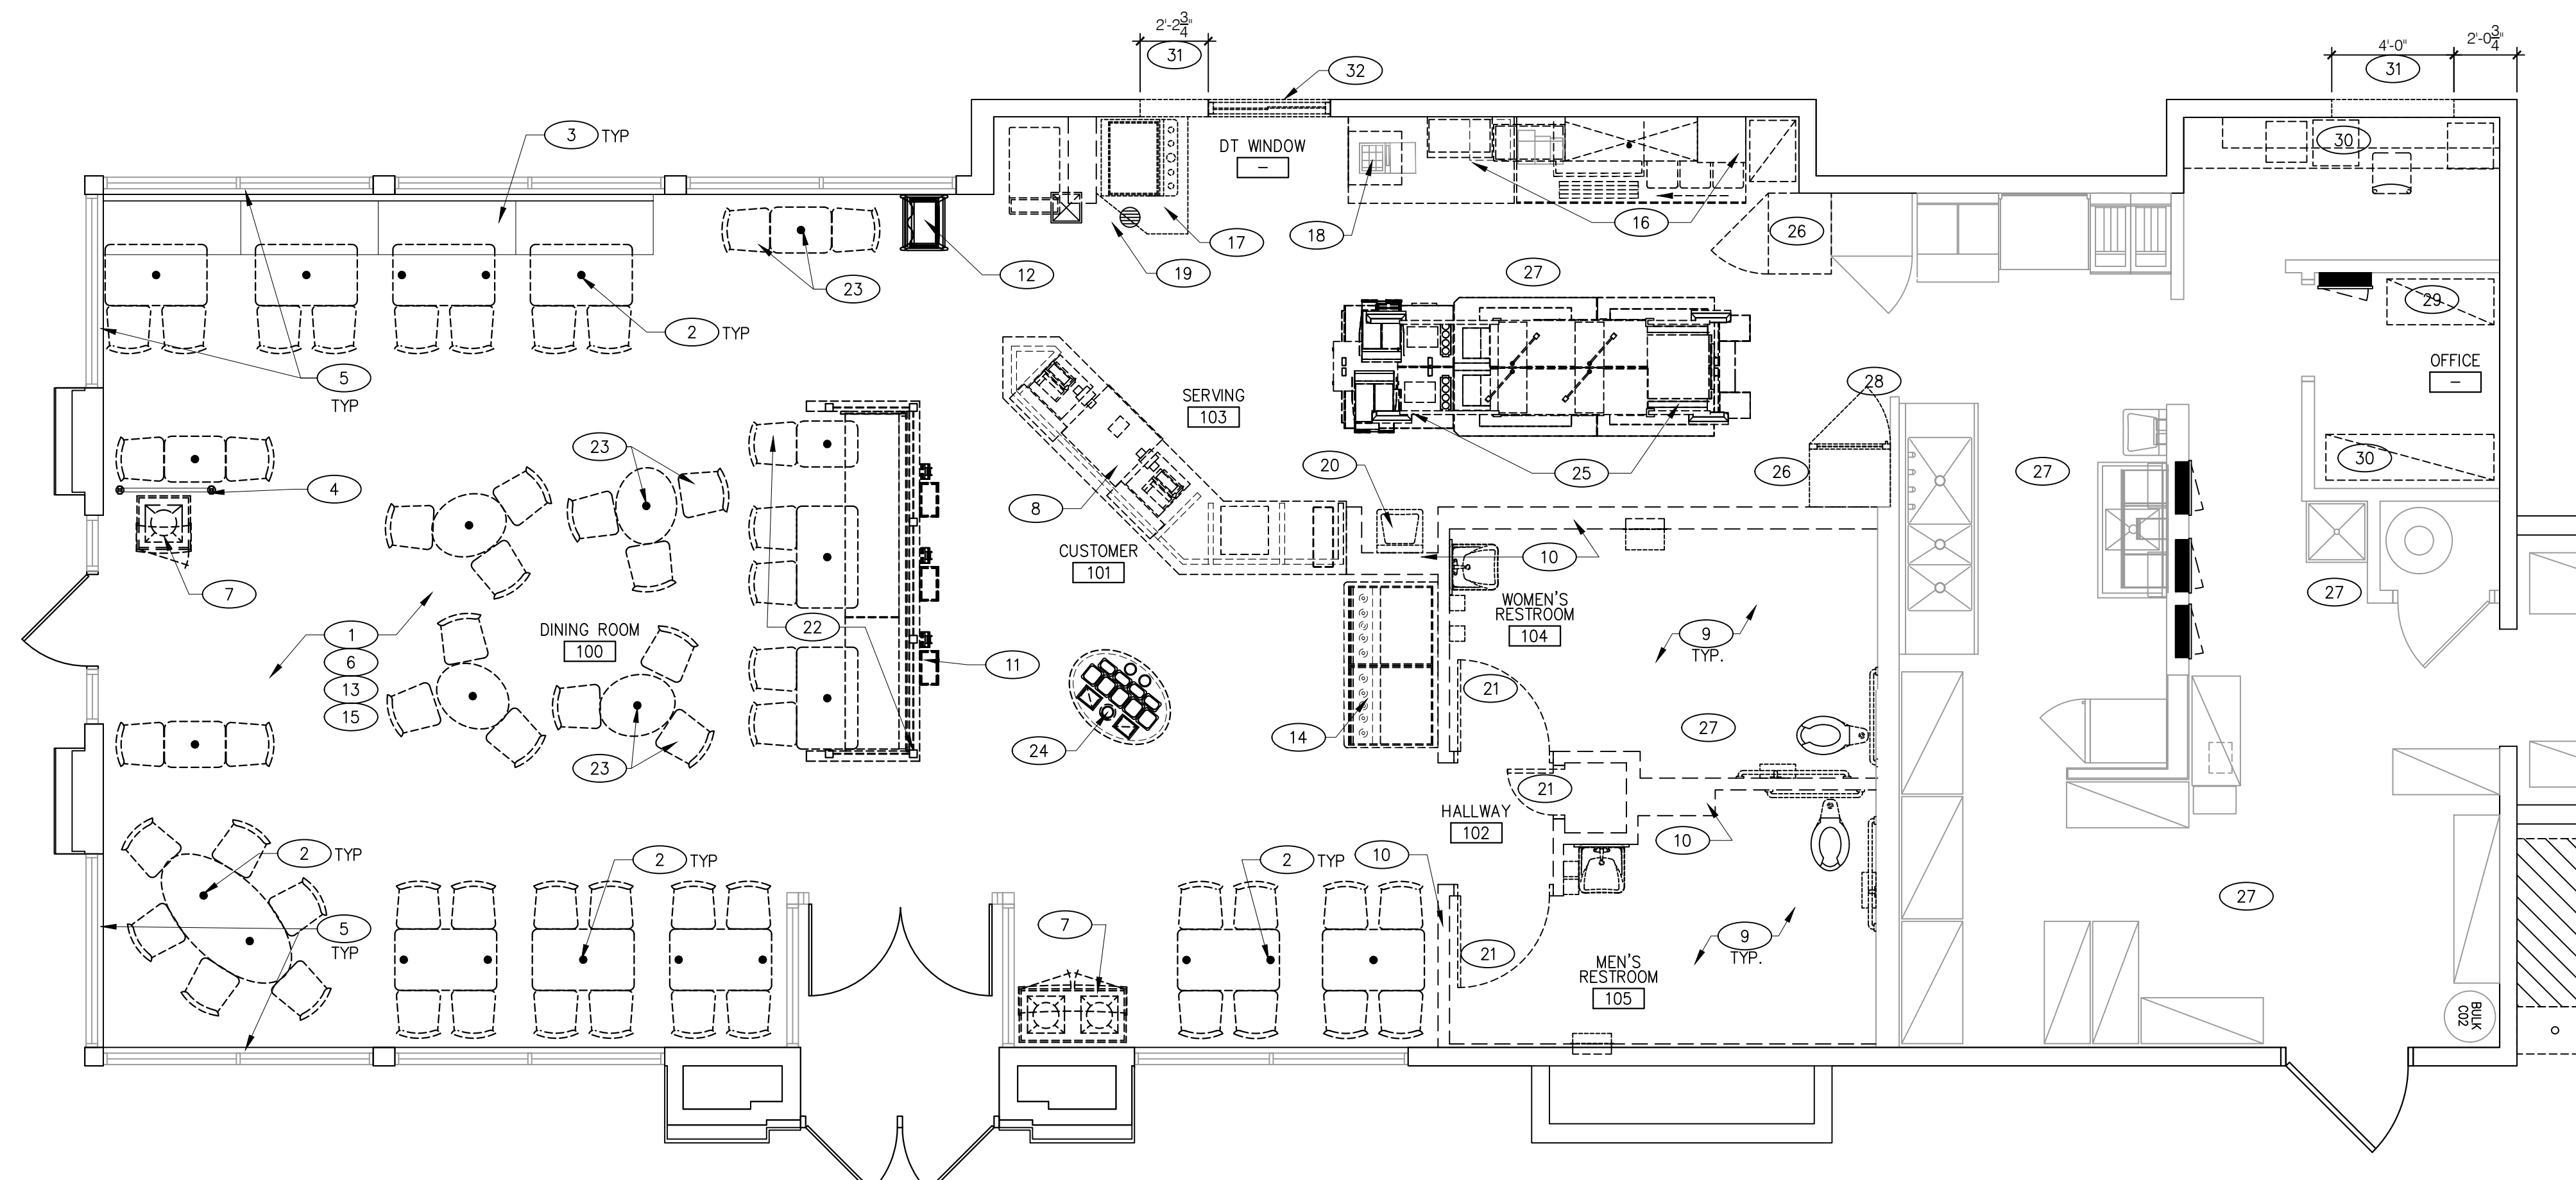 2'-2 3/4"
31
32
4'-0"
2'-0 3/4"
31
3 TYP
DT WINDOW
-
30
18
16
26
17
19
12
23
27
29
2 TYP
5
TYP
OFFICE
-
28
SERVING
103
23
4
20
25
26
27
30
8
CUSTOMER
101
10
7
27
WOMEN'S
RESTROOM
104
1
6
13
15
DINING ROOM
100
22
9
TYP.
11
21
27
24
14
23
21
HALLWAY
102
10
2 TYP
2 TYP
2 TYP
10
27
5
TYP
7
21
9
TYP.
MEN'S
RESTROOM
105
BULK
CO2